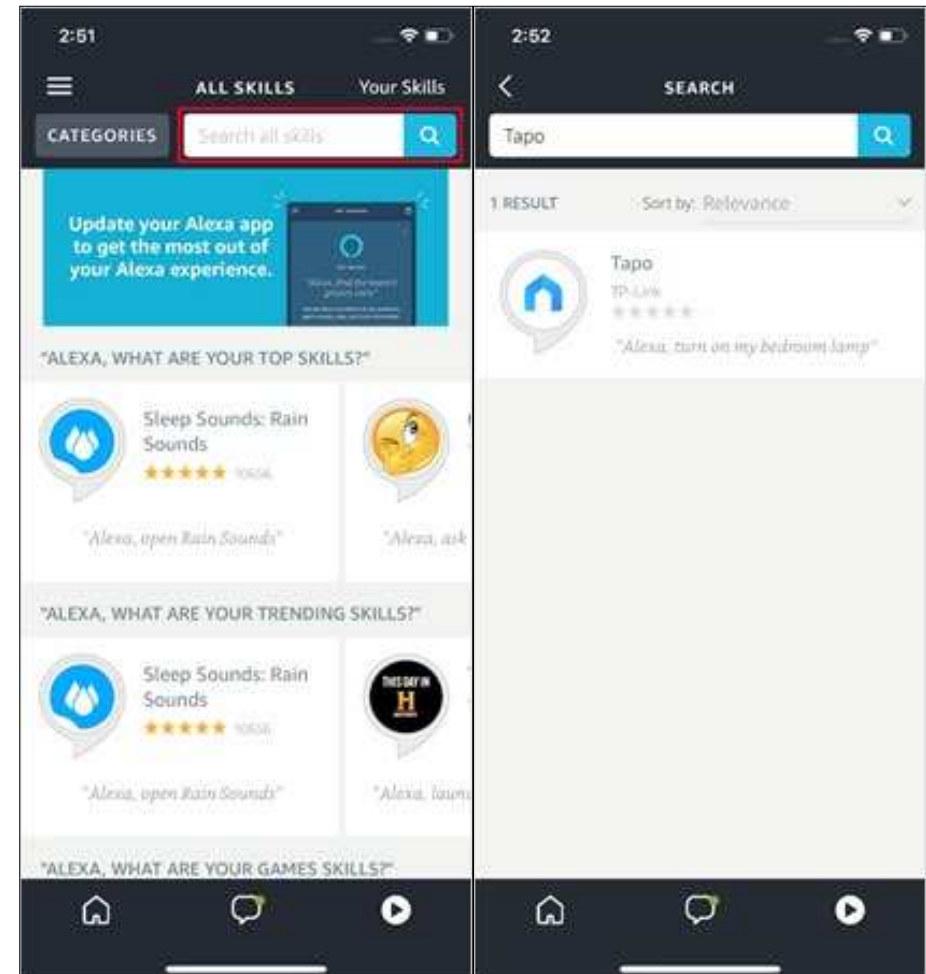 2:51
ALL SKILLS
Your Skills
CATEGORIES
Search all skills
Update your Alexa app
to get the most out of
your Alexa experience.
"ALEXA, WHAT ARE YOUR TOP SKILLS?"
Sleep Sounds: Rain
Sounds
"Alexa, open Rain Sounds"
"Alexa, ask
"ALEXA, WHAT ARE YOUR TRENDING SKILLS?"
Sleep Sounds: Rain
Sounds
THIS DAY IN
H
"Alexa, open Rain Sounds"
"Alexa, laun
"ALEXA, WHAT ARE YOUR GAMES SKILLS?"
2:52
SEARCH
Tapo
1 RESULT
Sort by: Relevance
Tapo
TP-Link
"Alexa, turn on my bedroom lamp"